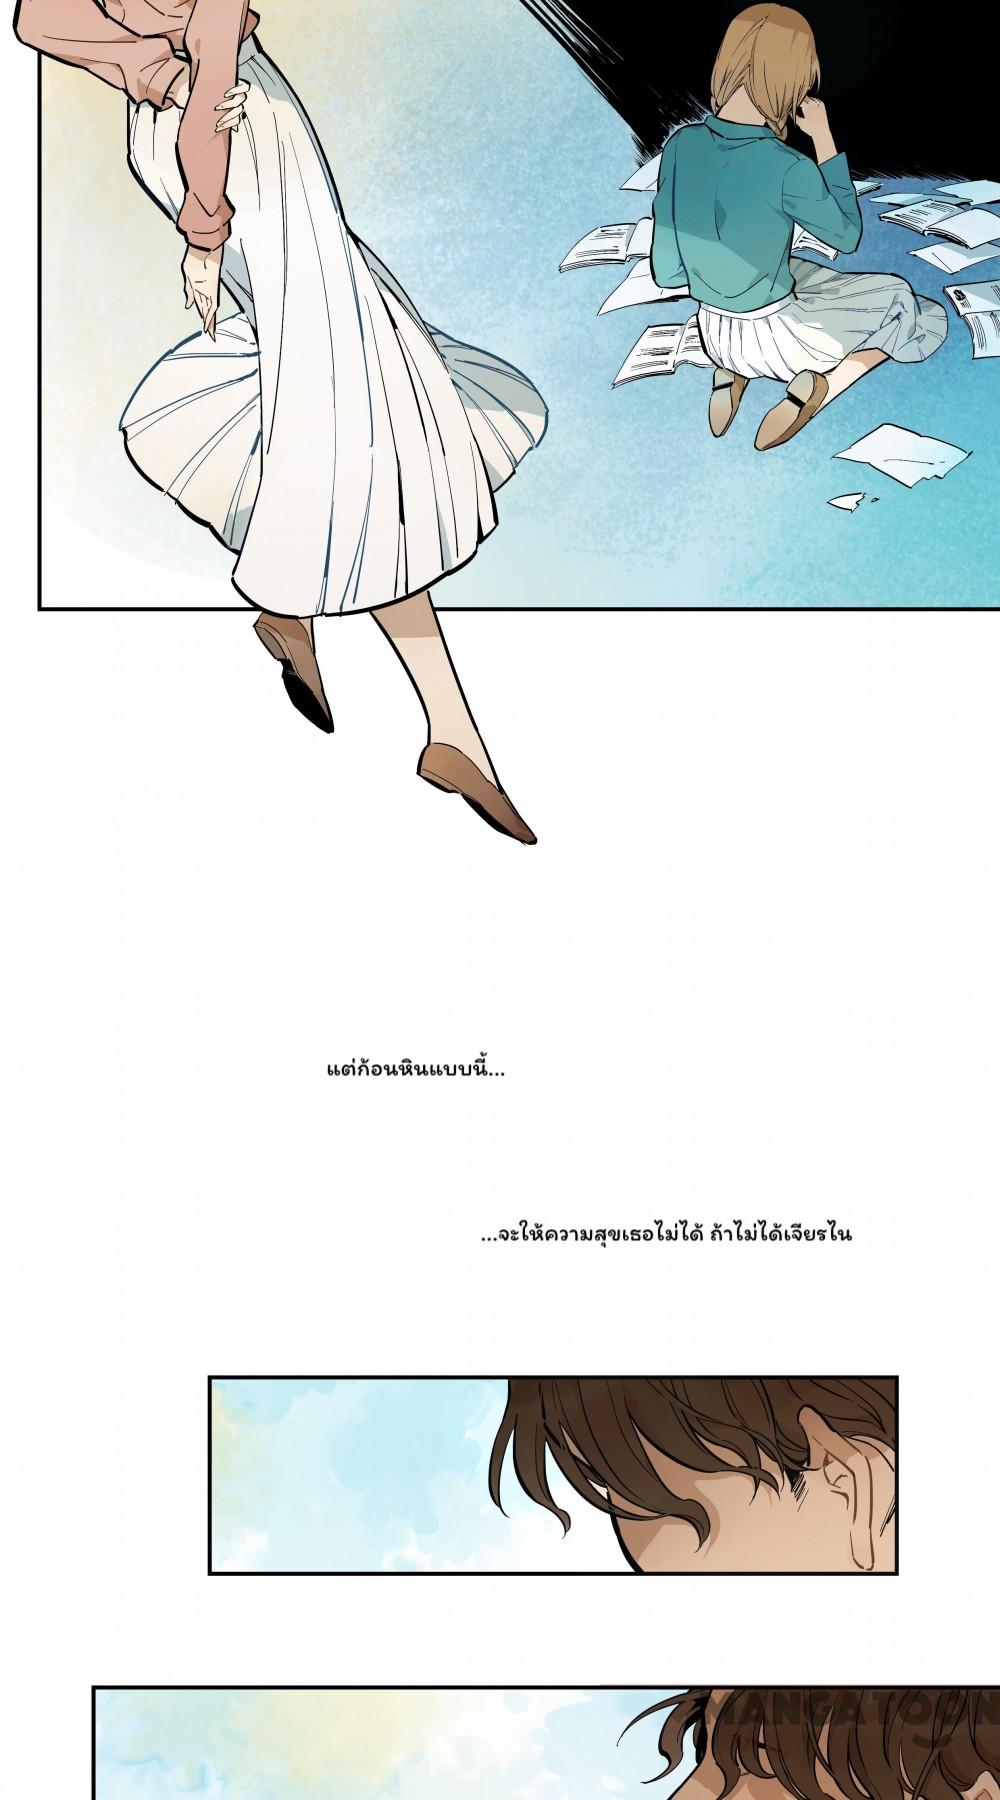 แต่ก้อนหินแบบนี้...
...จะให้ความสุขเธอไม่ได้ ถ้าไม่ได้เจียรไน
MANGATOON